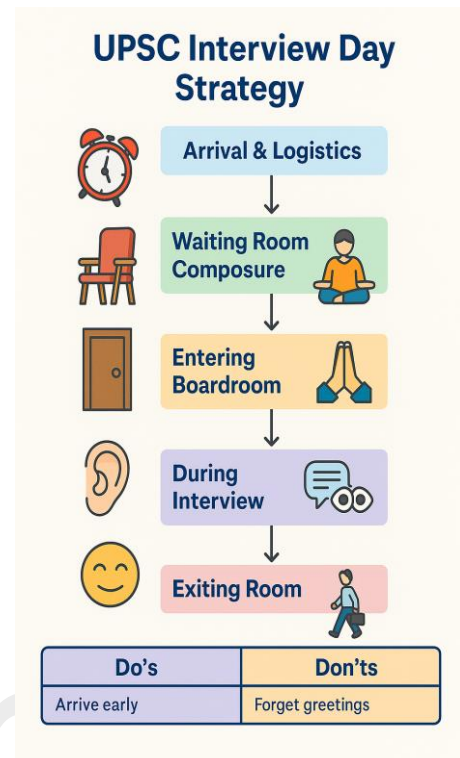 UPSC Interview Day
Strategy
Arrival & Logistics
Waiting Room
Composure
Entering
Boardroom
During
Interview
Exiting Room
Do's
Don'ts
Arrive early
Forget greetings